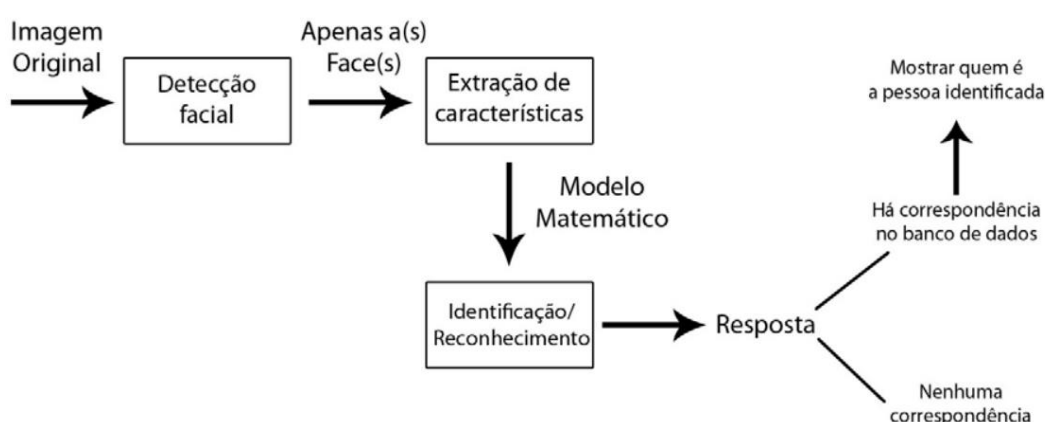 Imagem
Original
Detecção
facial
Apenas a(s)
Face(s)
Extração de
características
Modelo
Matemático
Identificação/
Reconhecimento
Resposta
Há correspondência
no banco de dados
Mostrar quem é
a pessoa identificada
Nenhuma
correspondência